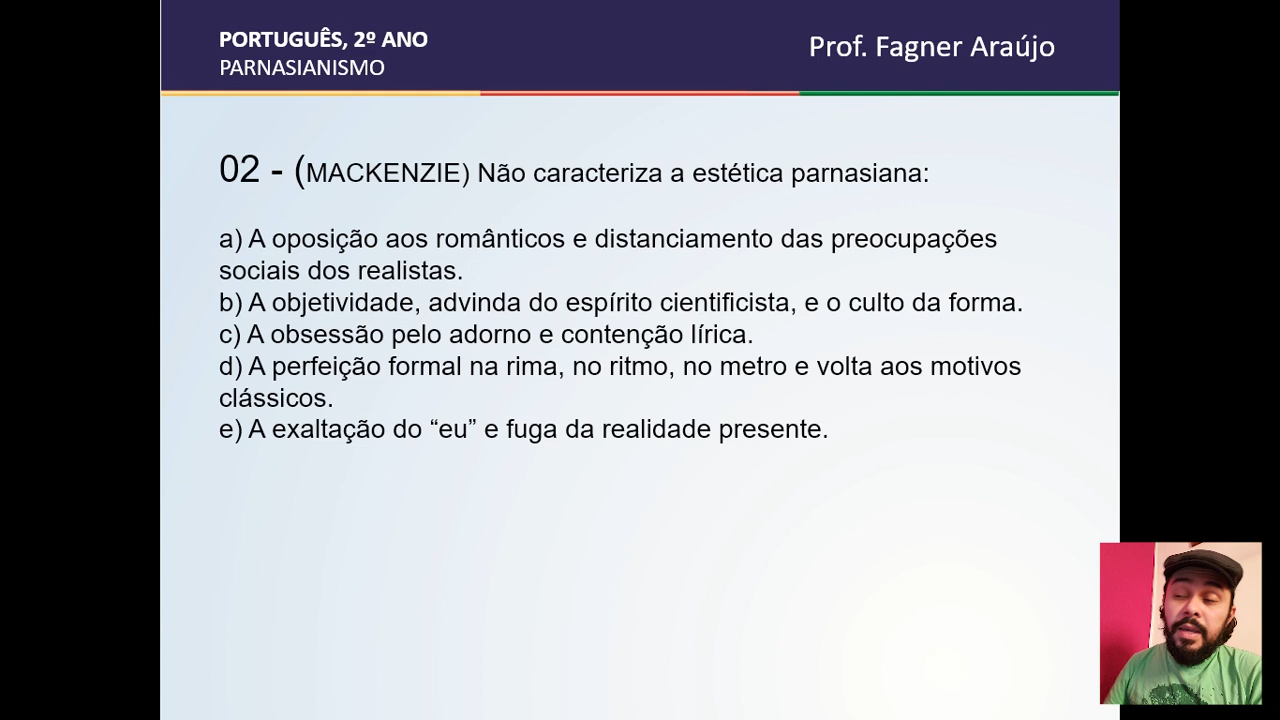 PORTUGUÊS, 2º ANO
PARNASIANISMO
Prof. Fagner Araújo
02 - (MACKENZIE) Não caracteriza a estética parnasiana:
a) A oposição aos românticos e distanciamento das preocupações
sociais dos realistas.
b) A objetividade, advinda do espírito cientificista, e o culto da forma.
c) A obsessão pelo adorno e contenção lírica.
d) A perfeição formal na rima, no ritmo, no metro e volta aos motivos
clássicos.
e) A exaltação do “eu” e fuga da realidade presente.